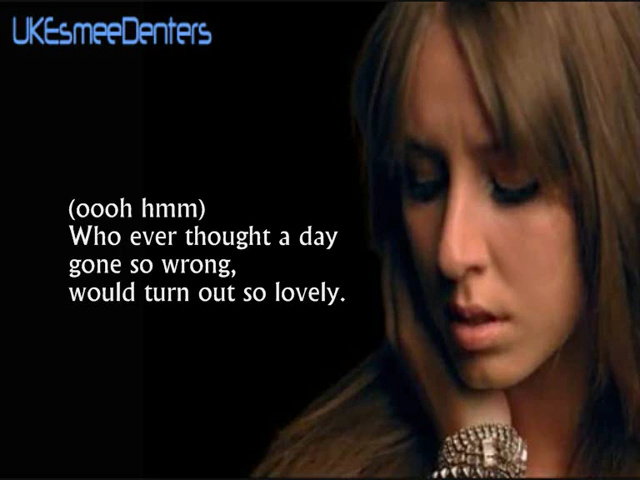 UKEsmeeDenters
(oooh hmm)
Who ever thought a day
gone so wrong,
would turn out so lovely.